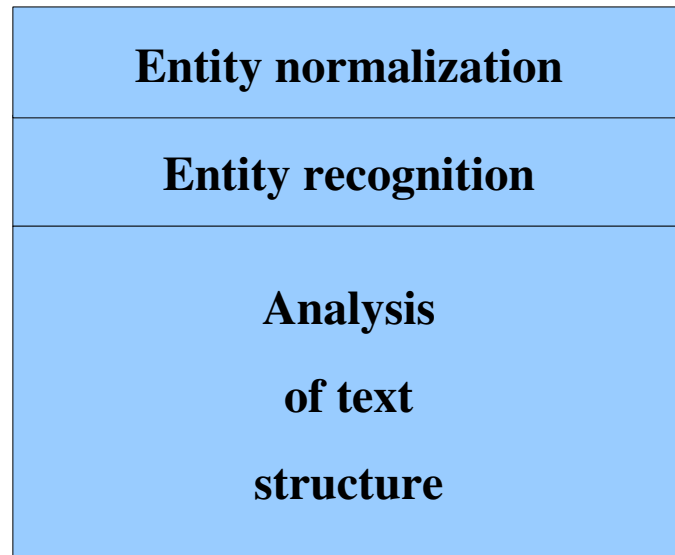 Entity normalization
Entity recognition
Analysis
of text
structure